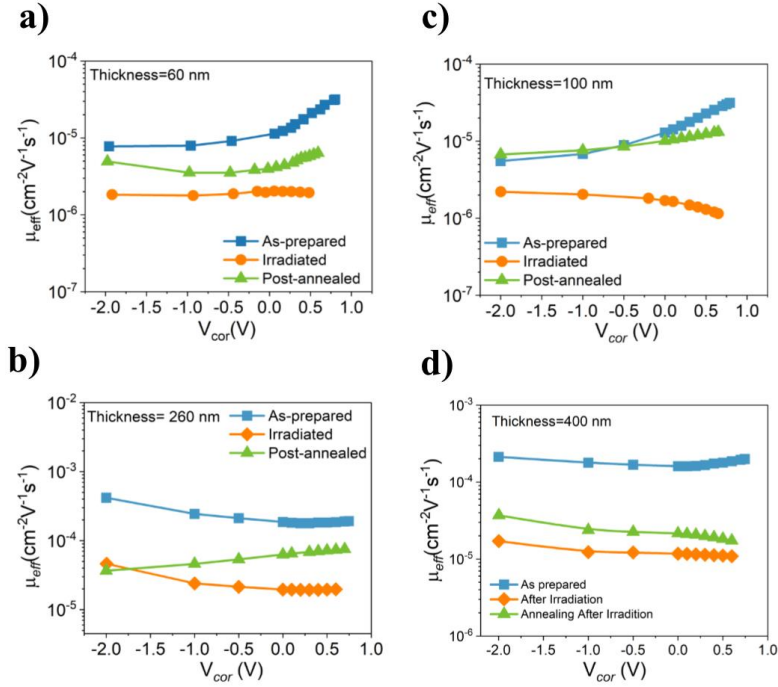 a)
10⁻⁴
Thickness=60 nm
10⁻⁵
10⁻⁶
10⁻⁷
μeff(cm⁻²V⁻¹s⁻¹)
As-prepared
Irradiated
Post-annealed
-2.0 -1.5 -1.0 -0.5 0.0 0.5 1.0
Vcor(V)
c)
10⁻⁴
Thickness=100 nm
10⁻⁵
10⁻⁶
10⁻⁷
μeff(cm⁻²V⁻¹s⁻¹)
As-prepared
Irradiated
Post-annealed
-2.0 -1.5 -1.0 -0.5 0.0 0.5 1.0
Vcor (V)
b)
10⁻²
Thickness= 260 nm
10⁻³
10⁻⁴
10⁻⁵
μeff(cm⁻²V⁻¹s⁻¹)
As-prepared
Irradiated
Post-annealed
-2.0 -1.5 -1.0 -0.5 0.0 0.5 1.0
Vcor (V)
d)
10⁻³
Thickness=400 nm
10⁻⁴
10⁻⁵
10⁻⁶
μeff(cm⁻²V⁻¹s⁻¹)
As prepared
After Irradiation
Annealing After Irradition
-2.0 -1.5 -1.0 -0.5 0.0 0.5 1.0
Vcor (V)